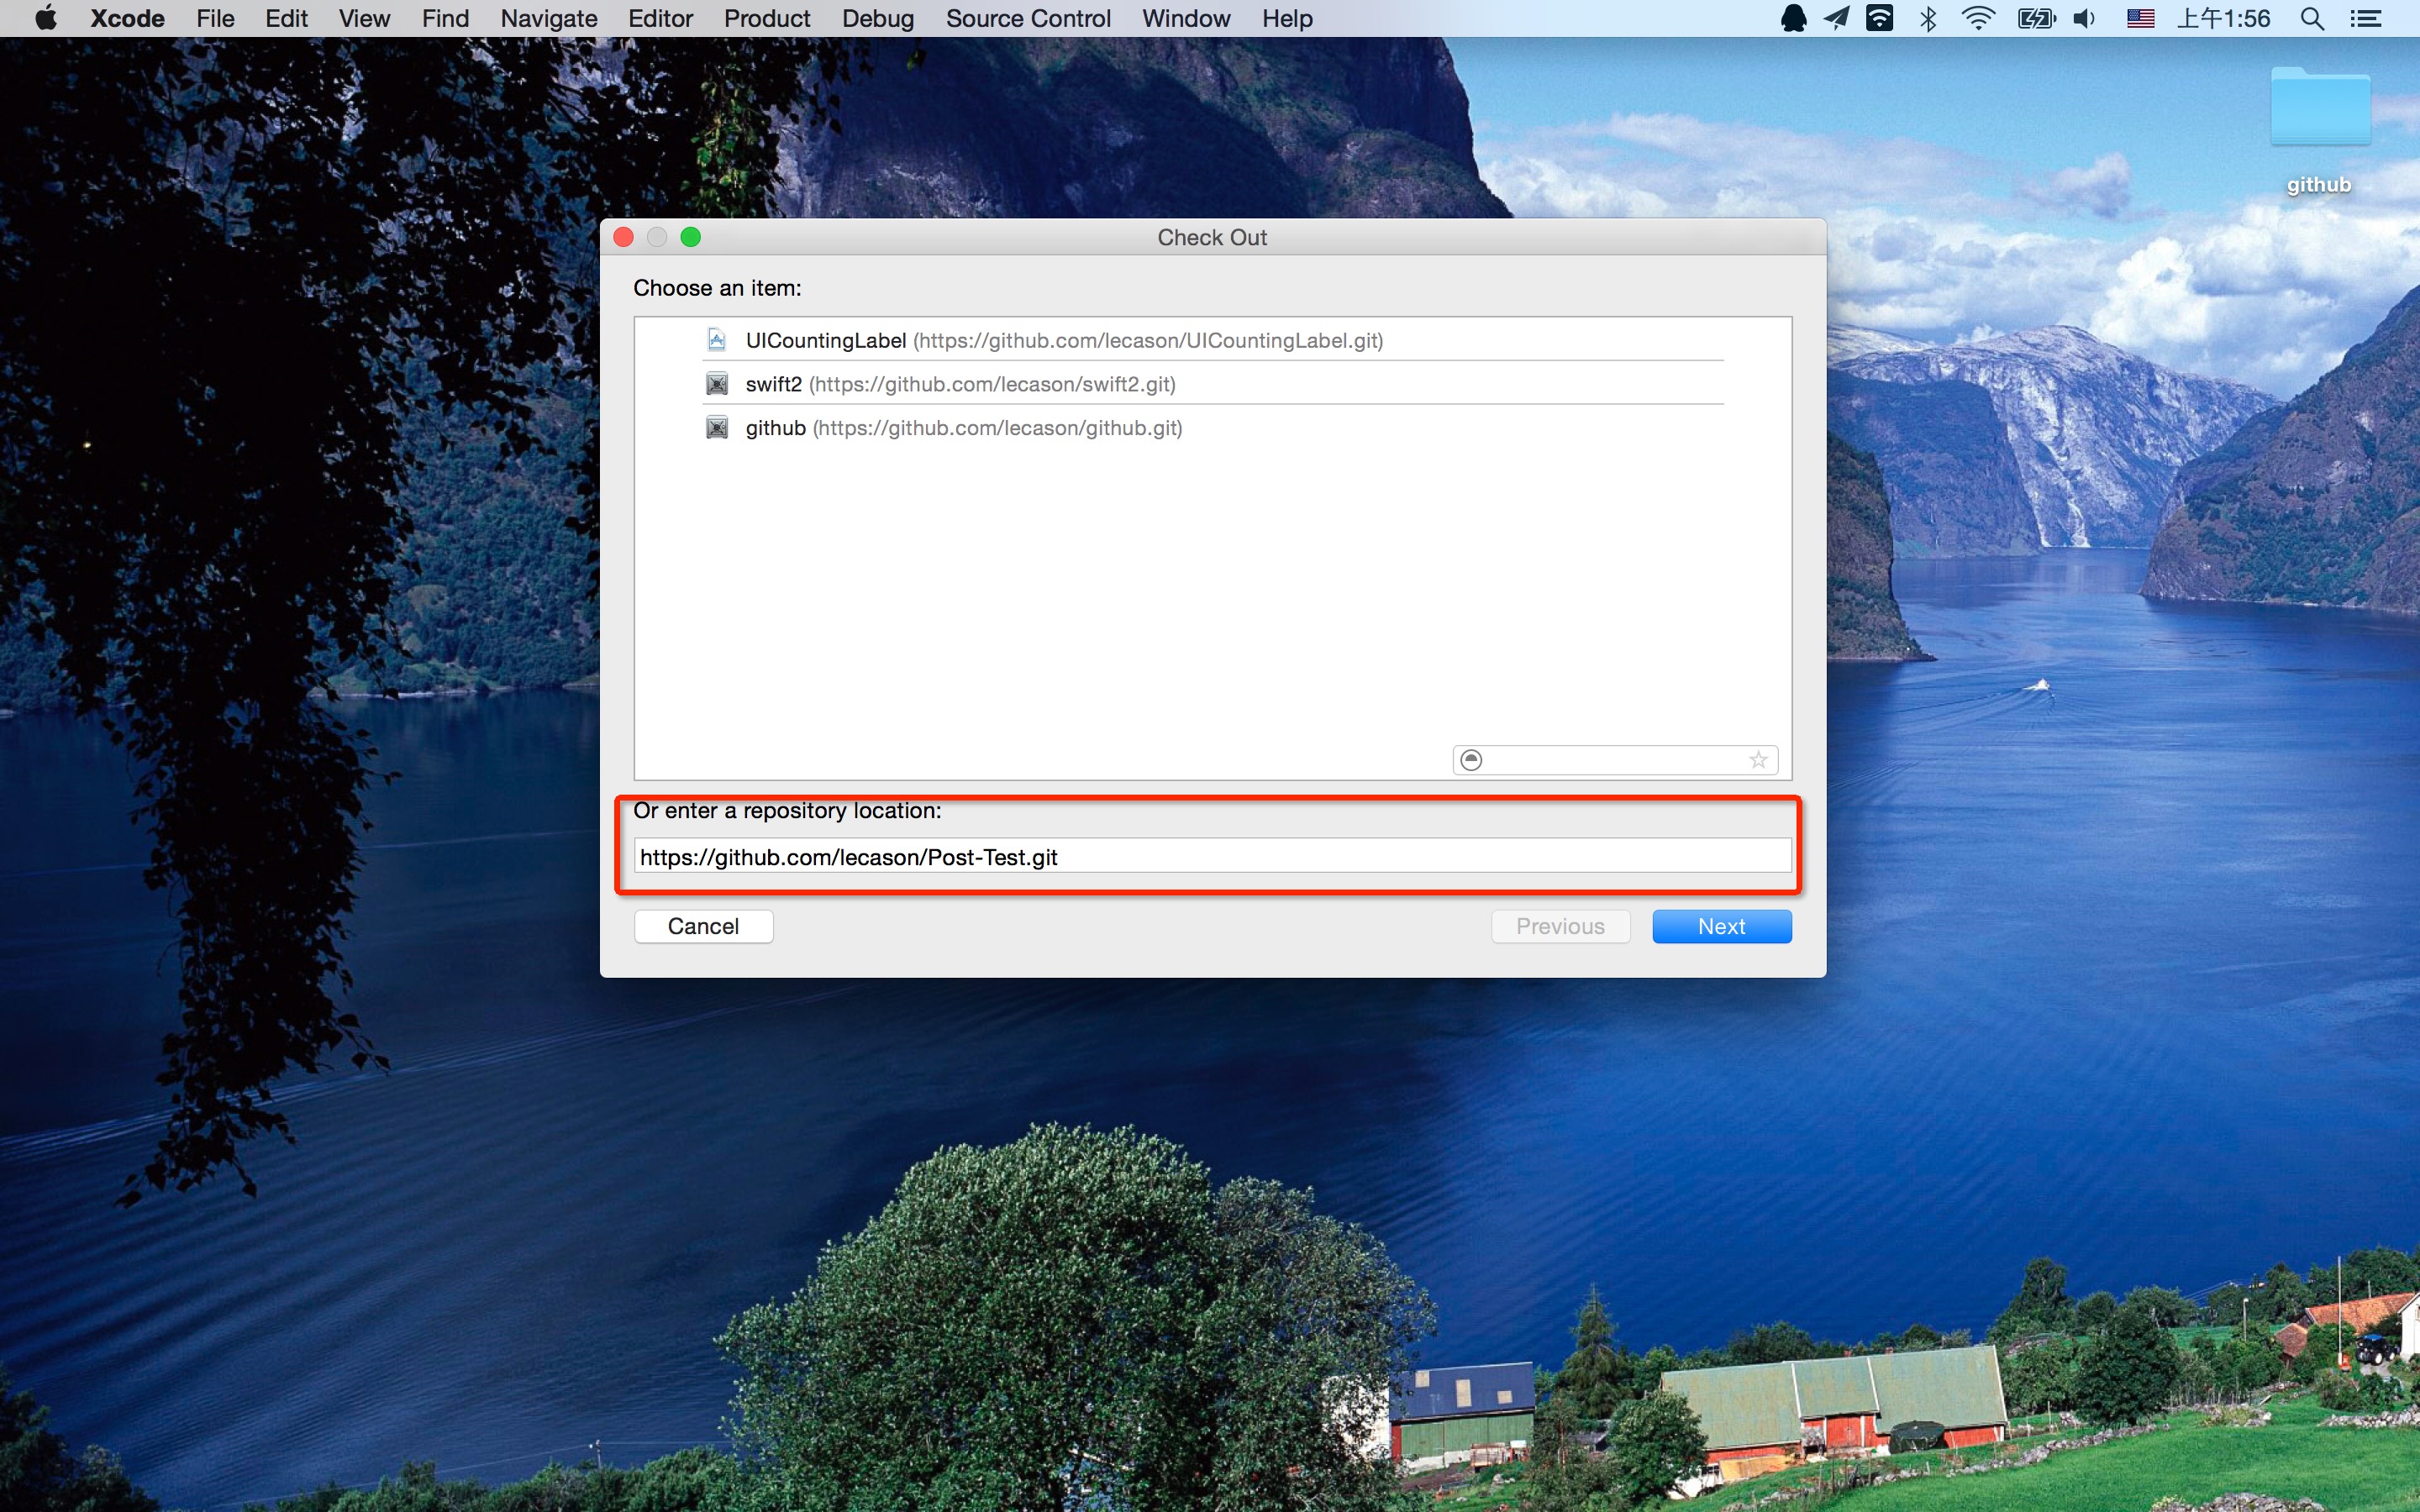 Xcode File Edit View Find Navigate Editor Product Debug Source Control Window Help 上午1:56
github
Check Out
Choose an item:
UICountingLabel (https://github.com/lecason/UICountingLabel.git)
swift2 (https://github.com/lecason/swift2.git)
github (https://github.com/lecason/github.git)
Or enter a repository location:
https://github.com/lecason/Post-Test.git
Cancel Previous Next